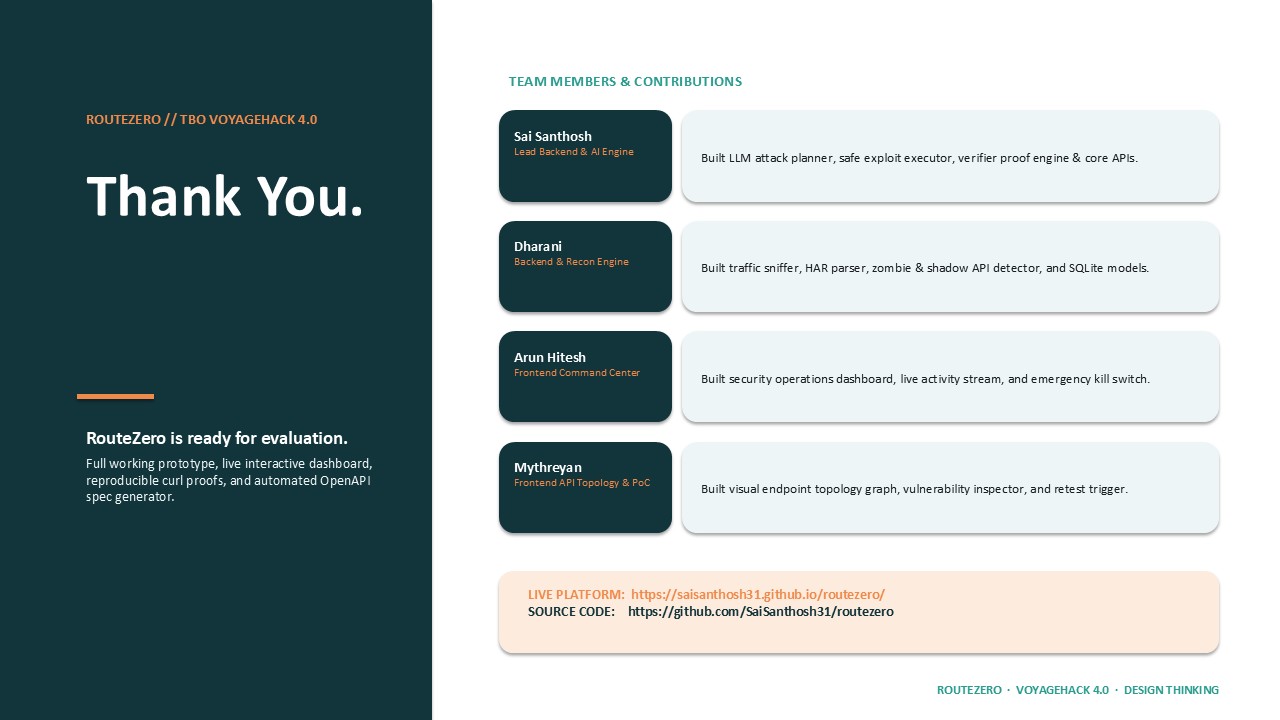 ROUTEZERO // TBO VOYAGEHACK 4.0
Thank You.
RouteZero is ready for evaluation.
Full working prototype, live interactive dashboard,
reproducible curl proofs, and automated OpenAPI
spec generator.
TEAM MEMBERS & CONTRIBUTIONS
Sai Santhosh
Lead Backend & AI Engine
Built LLM attack planner, safe exploit executor, verifier proof engine & core APIs.
Dharani
Backend & Recon Engine
Built traffic sniffer, HAR parser, zombie & shadow API detector, and SQLite models.
Arun Hitesh
Frontend Command Center
Built security operations dashboard, live activity stream, and emergency kill switch.
Mythreyan
Frontend API Topology & PoC
Built visual endpoint topology graph, vulnerability inspector, and retest trigger.
LIVE PLATFORM: https://saisanthosh31.github.io/routezero/
SOURCE CODE: https://github.com/SaiSanthosh31/routezero
ROUTEZERO · VOYAGEHACK 4.0 · DESIGN THINKING